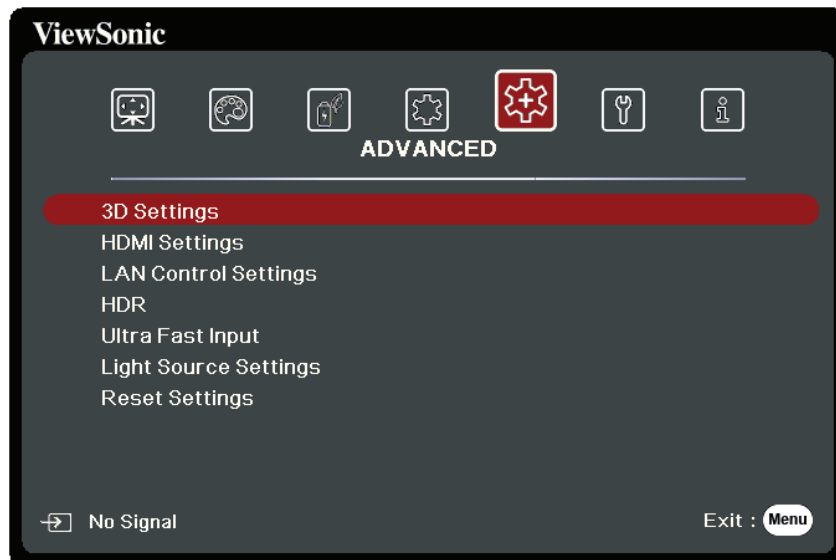 ViewSonic
ADVANCED
3D Settings
HDMI Settings
LAN Control Settings
HDR
Ultra Fast Input
Light Source Settings
Reset Settings
No Signal
Exit : Menu